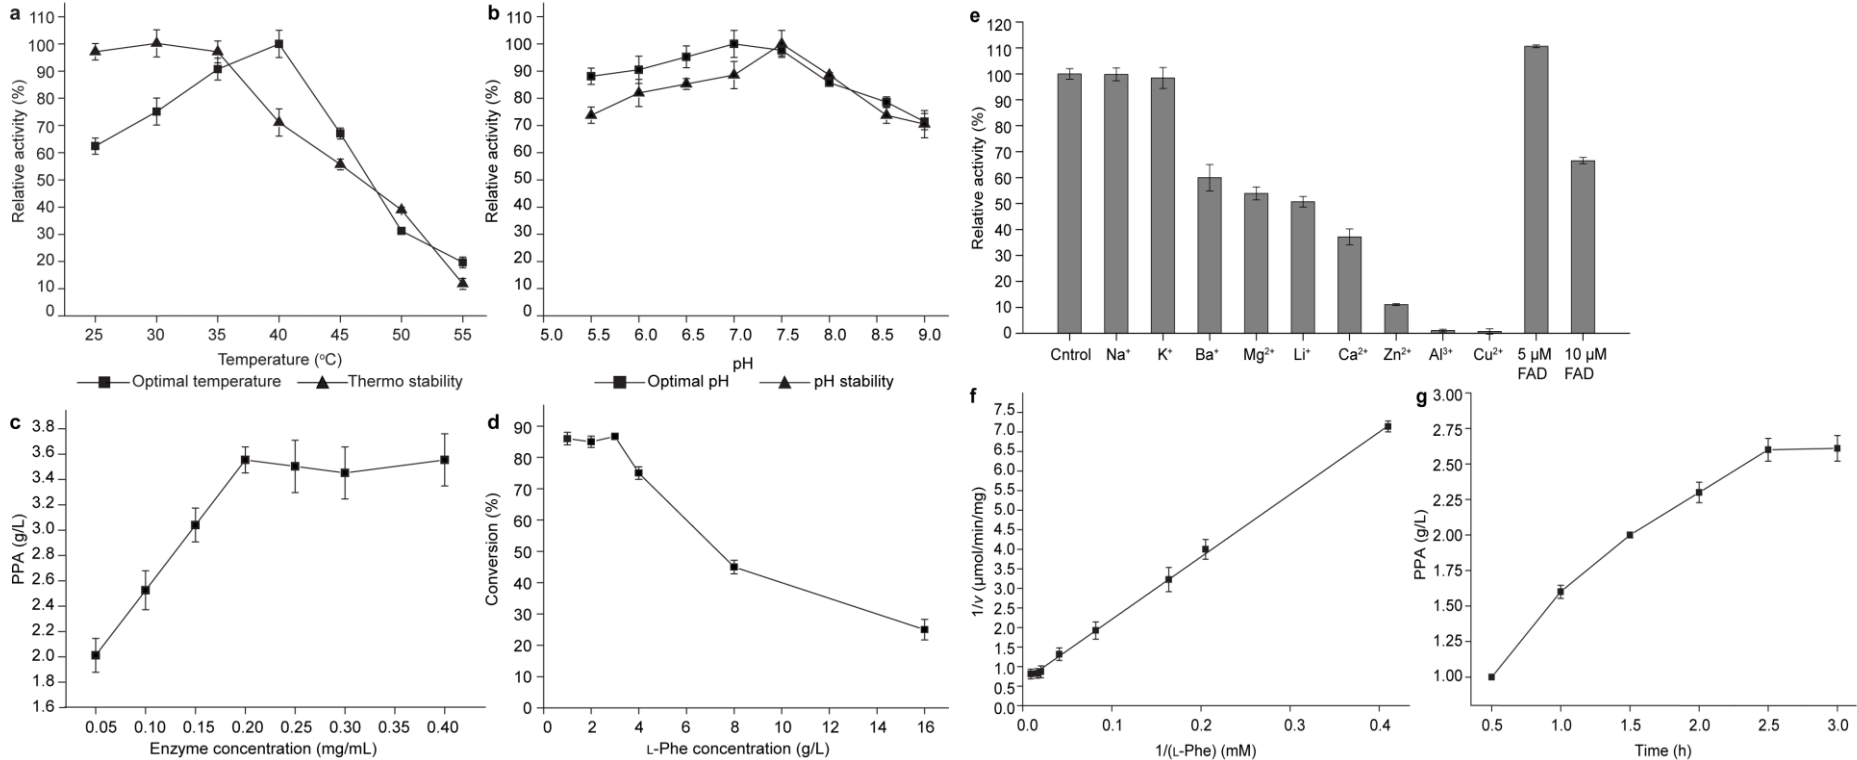 a
110
100
90
80
70
60
50
40
30
20
10
0
Relative activity (%)
25 30 35 40 45 50 55
Temperature (°C)
Optimal temperature Thermo stability
b
110
100
90
80
70
60
50
40
30
20
10
0
Relative activity (%)
5.0 5.5 6.0 6.5 7.0 7.5 8.0 8.5 9.0
pH
Optimal pH pH stability
e
120
110
100
90
80
70
60
50
40
30
20
10
0
Relative activity (%)
Cntrol Na⁺ K⁺ Ba⁺ Mg²⁺ Li⁺ Ca²⁺ Zn²⁺ Al³⁺ Cu²⁺ 5 µM 10 µM
FAD FAD
c
3.8
3.6
3.4
3.2
3.0
2.8
2.6
2.4
2.2
2.0
1.8
1.6
PPA (g/L)
0.05 0.10 0.15 0.20 0.25 0.30 0.35 0.40
Enzyme concentration (mg/mL)
d
90
80
70
60
50
40
30
20
10
0
Conversion (%)
0 2 4 6 8 10 12 14 16
L-Phe concentration (g/L)
f
7.5
7.0
6.5
6.0
5.5
5.0
4.5
4.0
3.5
3.0
2.5
2.0
1.5
1.0
0.5
0.0
1/v (µmol/min/mg)
0.0 0.1 0.2 0.3 0.4
1/(L-Phe) (mM)
g
3.00
2.75
2.50
2.25
2.00
1.75
1.50
1.25
1.00
PPA (g/L)
0.5 1.0 1.5 2.0 2.5 3.0
Time (h)